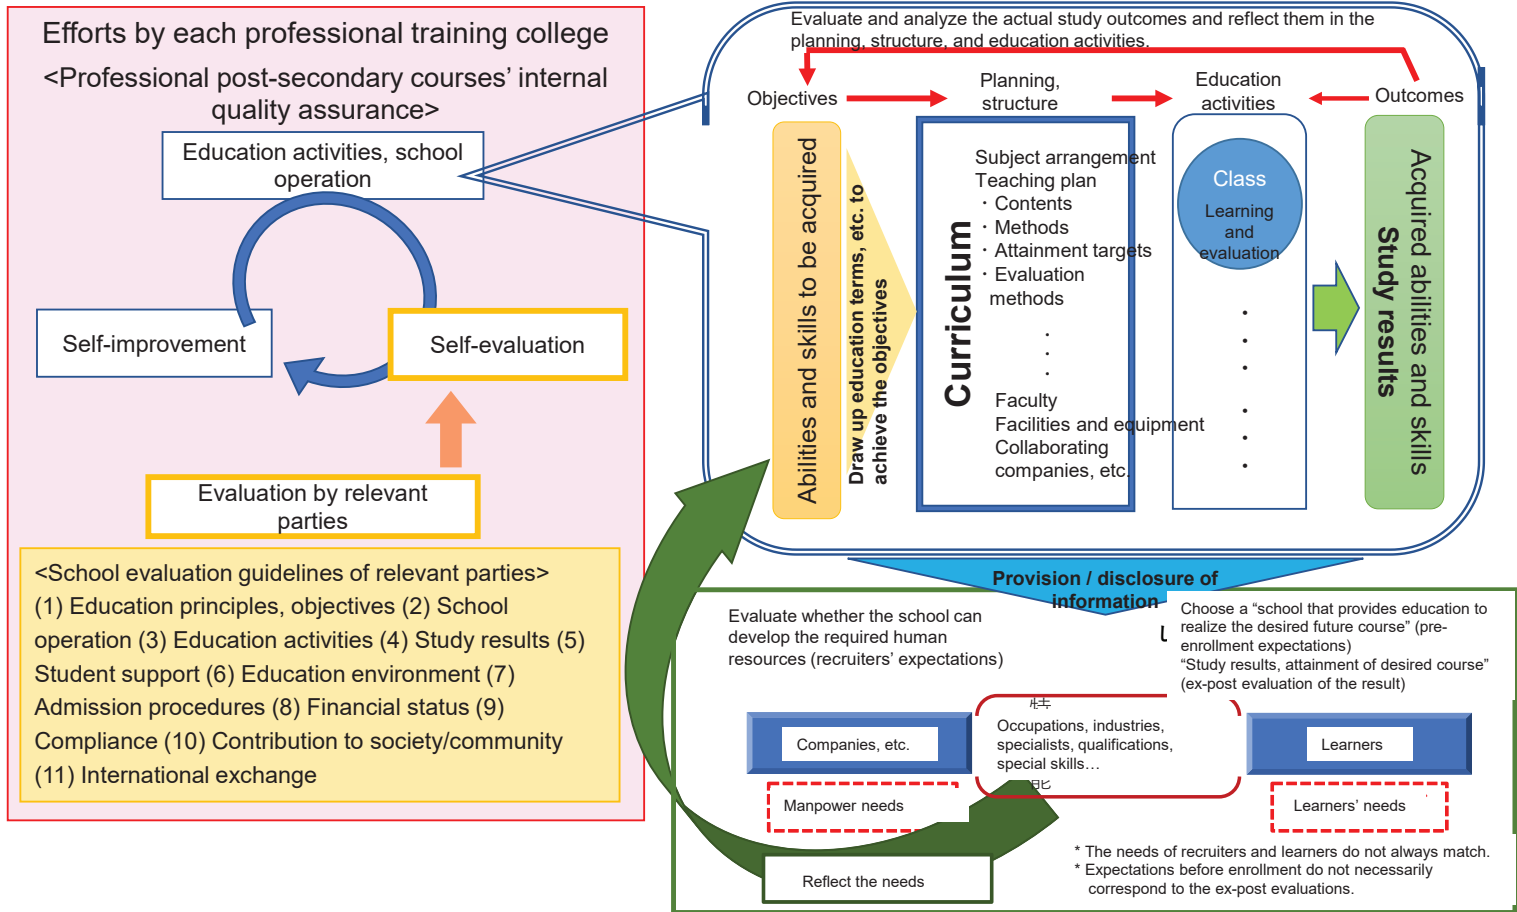 Efforts by each professional training college
<Professional post-secondary courses’ internal
quality assurance>
Education activities, school
operation
Self-improvement
Self-evaluation
Evaluation by relevant
parties
<School evaluation guidelines of relevant parties>
(1) Education principles, objectives (2) School
operation (3) Education activities (4) Study results (5)
Student support (6) Education environment (7)
Admission procedures (8) Financial status (9)
Compliance (10) Contribution to society/community
(11) International exchange
Evaluate and analyze the actual study outcomes and reflect them in the
planning, structure, and education activities.
Objectives
Planning,
structure
Education
activities
Outcomes
Abilities and skills to be acquired
Draw up education terms, etc. to
achieve the objectives
Curriculum
Subject arrangement
Teaching plan
・Contents
・Methods
・Attainment targets
・Evaluation
methods
・
・
・
Faculty
Facilities and equipment
Collaborating
companies, etc.
Class
Learning
and
evaluation
•
•
•
•
•
•
Acquired abilities and skills
Study results
Provision / disclosure of
information
Evaluate whether the school can
develop the required human
resources (recruiters’ expectations)
Choose a “school that provides education to
realize the desired future course” (pre-
enrollment expectations)
“Study results, attainment of desired course”
(ex-post evaluation of the result)
Companies, etc.
Occupations, industries,
specialists, qualifications,
special skills…
Learners
Manpower needs
Learners’ needs
Reflect the needs
* The needs of recruiters and learners do not always match.
* Expectations before enrollment do not necessarily
correspond to the ex-post evaluations.